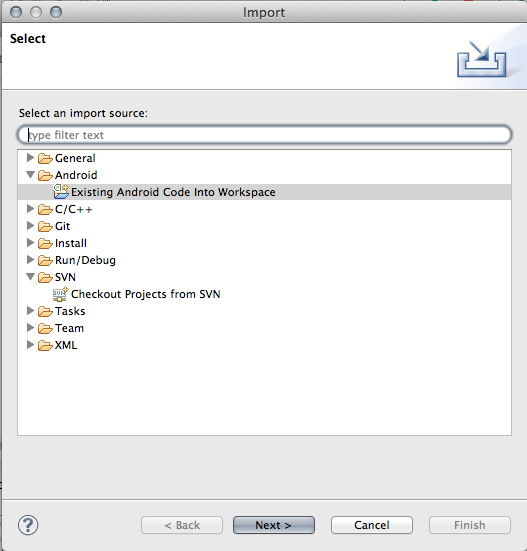 Import
Select
Select an import source:
type filter text
General
Android
Existing Android Code Into Workspace
C/C++
Git
Install
Run/Debug
SVN
SVN Checkout Projects from SVN
Tasks
Team
XML
? < Back Next > Cancel Finish